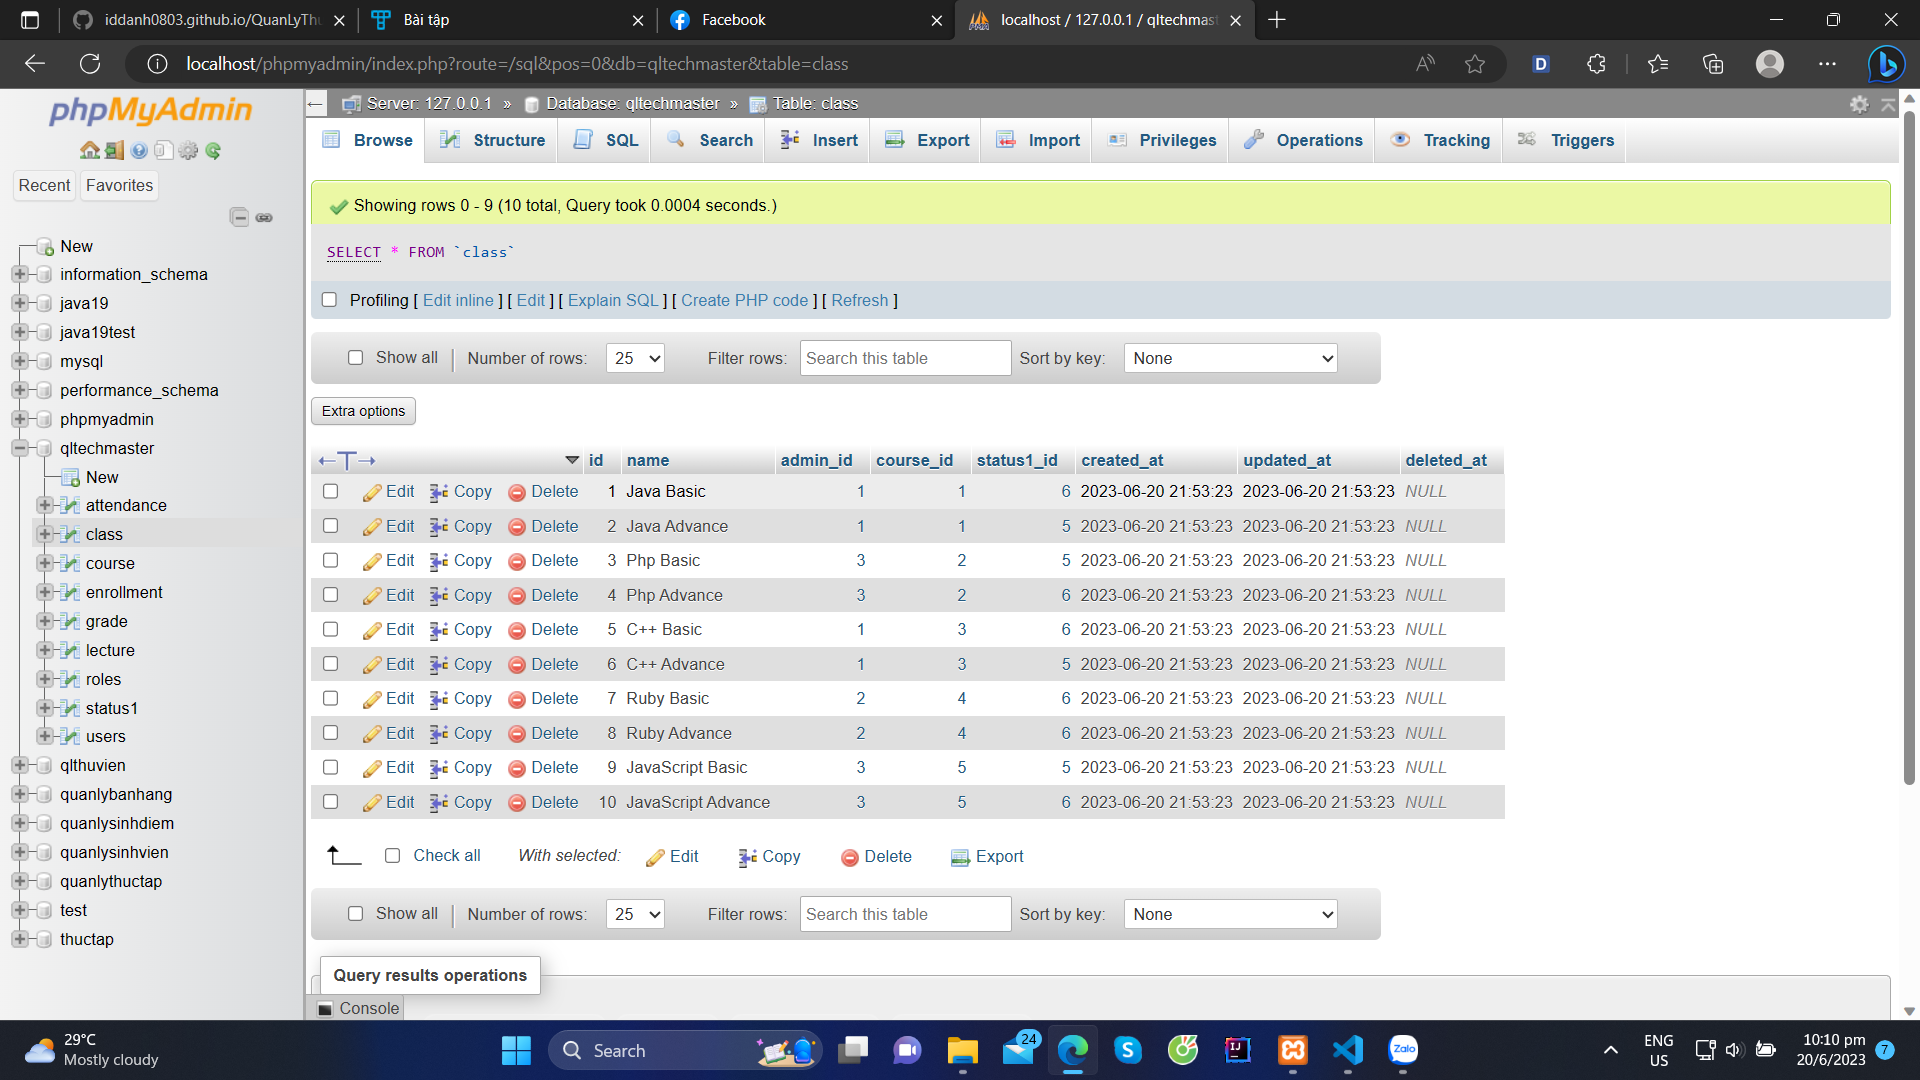 iddanh0803.github.io/QuanLyThu
Bài tập
Facebook
localhost / 127.0.0.1 / qltechmast
localhost/phpmyadmin/index.php?route=/sql&pos=0&db=qltechmaster&table=class
phpMyAdmin
Recent Favorites
New
information_schema
java19
java19test
mysql
performance_schema
phpmyadmin
qltechmaster
New
attendance
class
course
enrollment
grade
lecture
roles
status1
users
qlthuvien
quanlybanhang
quanlysinhdiem
quanlysinhvien
quanlythuctap
test
thuctap
Server: 127.0.0.1 » Database: qltechmaster » Table: class
Browse Structure SQL Search Insert Export Import Privileges Operations Tracking Triggers
Showing rows 0 - 9 (10 total, Query took 0.0004 seconds.)
SELECT * FROM `class`
Profiling [ Edit inline ] [ Edit ] [ Explain SQL ] [ Create PHP code ] [ Refresh ]
Show all Number of rows: 25 Filter rows: Search this table Sort by key: None
Extra options
id name admin_id course_id status1_id created_at updated_at deleted_at
Edit Copy Delete 1 Java Basic 1 1 6 2023-06-20 21:53:23 2023-06-20 21:53:23 NULL
Edit Copy Delete 2 Java Advance 1 1 5 2023-06-20 21:53:23 2023-06-20 21:53:23 NULL
Edit Copy Delete 3 Php Basic 3 2 5 2023-06-20 21:53:23 2023-06-20 21:53:23 NULL
Edit Copy Delete 4 Php Advance 3 2 6 2023-06-20 21:53:23 2023-06-20 21:53:23 NULL
Edit Copy Delete 5 C++ Basic 1 3 6 2023-06-20 21:53:23 2023-06-20 21:53:23 NULL
Edit Copy Delete 6 C++ Advance 1 3 5 2023-06-20 21:53:23 2023-06-20 21:53:23 NULL
Edit Copy Delete 7 Ruby Basic 2 4 6 2023-06-20 21:53:23 2023-06-20 21:53:23 NULL
Edit Copy Delete 8 Ruby Advance 2 4 6 2023-06-20 21:53:23 2023-06-20 21:53:23 NULL
Edit Copy Delete 9 JavaScript Basic 3 5 5 2023-06-20 21:53:23 2023-06-20 21:53:23 NULL
Edit Copy Delete 10 JavaScript Advance 3 5 6 2023-06-20 21:53:23 2023-06-20 21:53:23 NULL
Check all With selected: Edit Copy Delete Export
Show all Number of rows: 25 Filter rows: Search this table Sort by key: None
Query results operations
Console
29°C
Mostly cloudy
Search
24
Zalo
ENG
US
10:10 pm
20/6/2023
7